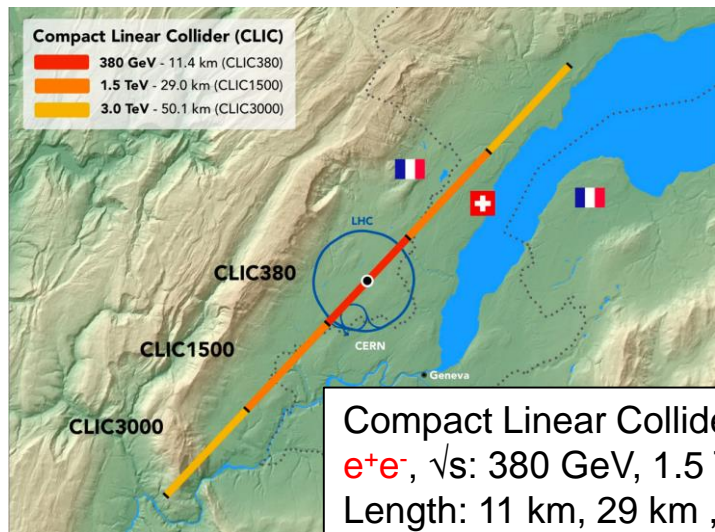 Compact Linear Collider (CLIC)
380 GeV - 11.4 km (CLIC380)
1.5 TeV - 29.0 km (CLIC1500)
3.0 TeV - 50.1 km (CLIC3000)
LHC
CLIC380
CLIC1500
CERN
Geneva
CLIC3000
Compact Linear Collide
e⁺e⁻, √s: 380 GeV, 1.5
Length: 11 km, 29 km ,